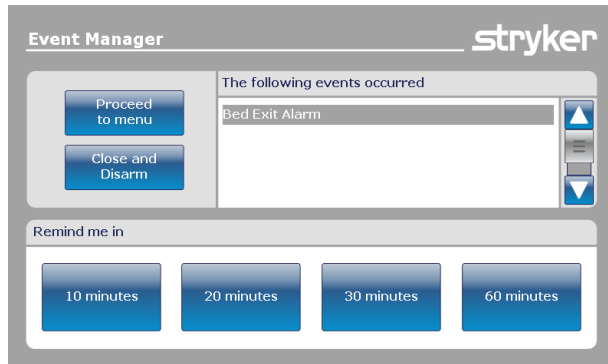 Event Manager
stryker
Proceed
to menu
Close and
Disarm
The following events occurred
Bed Exit Alarm
Remind me in
10 minutes
20 minutes
30 minutes
60 minutes